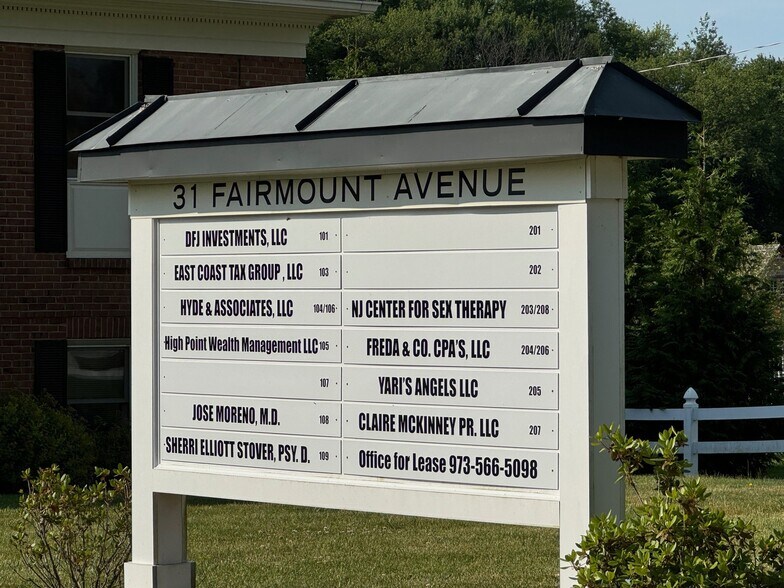 31 FAIRMOUNT AVENUE
DFJ INVESTMENTS, LLC 101
EAST COAST TAX GROUP , LLC 103
HYDE & ASSOCIATES, LLC 104/106
High Point Wealth Management LLC 105
107
JOSE MORENO, M.D. 108
SHERRI ELLIOTT STOVER, PSY. D. 109
201
202
NJ CENTER FOR SEX THERAPY 203/208
FREDA & CO. CPA'S, LLC 204/206
YARI'S ANGELS LLC 205
CLAIRE MCKINNEY PR. LLC 207
Office for Lease 973-566-5098